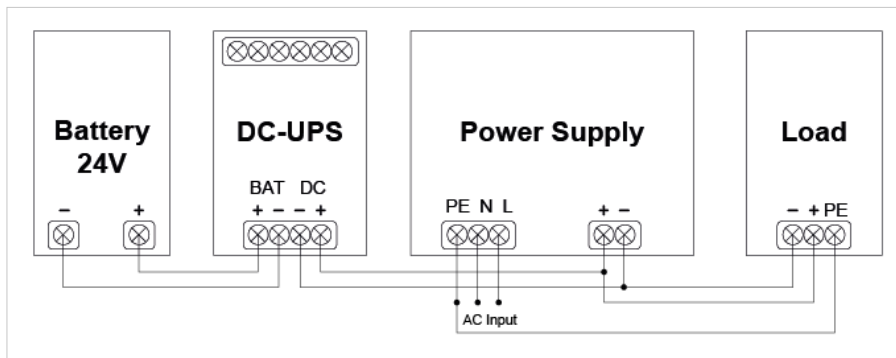 Battery
24V
- +
DC-UPS
BAT DC
+ - - +
Power Supply
PE N L
+ -
AC Input
Load
- + PE